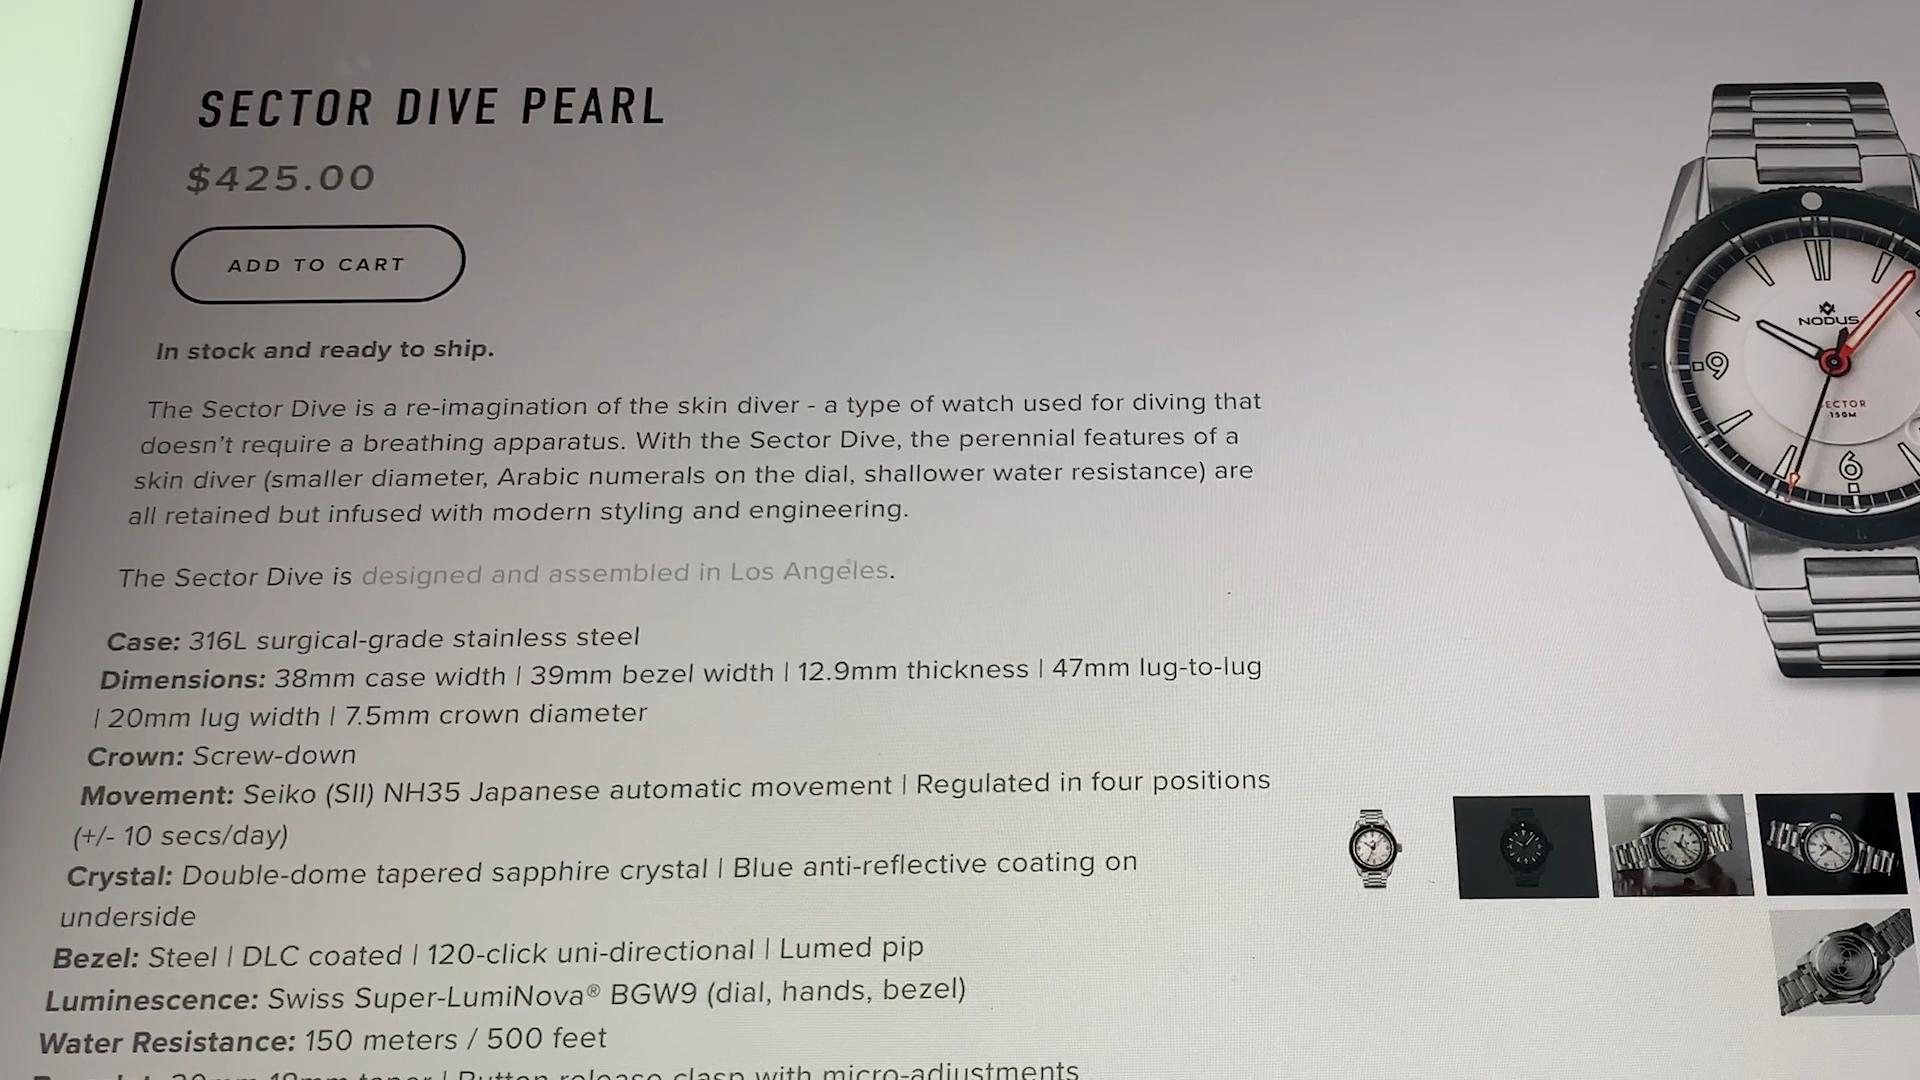 SECTOR DIVE PEARL
$425.00
ADD TO CART
In stock and ready to ship.
The Sector Dive is a re-imagination of the skin diver - a type of watch used for diving that
doesn't require a breathing apparatus. With the Sector Dive, the perennial features of a
skin diver (smaller diameter, Arabic numerals on the dial, shallower water resistance) are
all retained but infused with modern styling and engineering.
The Sector Dive is designed and assembled in Los Angeles.
Case: 316L surgical-grade stainless steel
Dimensions: 38mm case width | 39mm bezel width | 12.9mm thickness | 47mm lug-to-lug
| 20mm lug width | 7.5mm crown diameter
Crown: Screw-down
Movement: Seiko (SII) NH35 Japanese automatic movement | Regulated in four positions
(+/- 10 secs/day)
Crystal: Double-dome tapered sapphire crystal | Blue anti-reflective coating on
underside
Bezel: Steel | DLC coated | 120-click uni-directional | Lumed pip
Luminescence: Swiss Super-LumiNova® BGW9 (dial, hands, bezel)
Water Resistance: 150 meters / 500 feet
Button release clasp with micro-adjustments
NODUS
SECTOR
150M
9
6